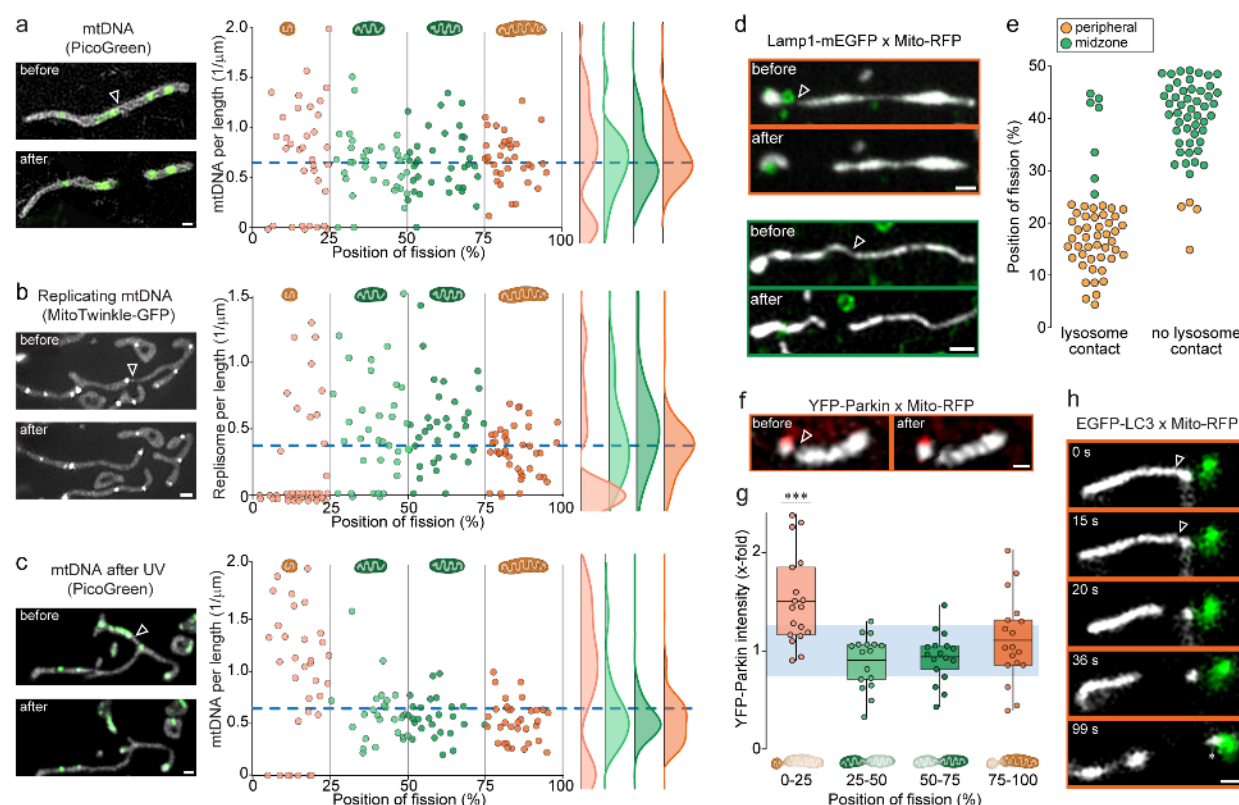 a
mtDNA
(PicoGreen)
before
after
mtDNA per length (1/µm)
2.0
1.5
1.0
0.5
0
0
25
50
75
100
Position of fission (%)
b
Replicating mtDNA
(MitoTwinkle-GFP)
before
after
Replisome per length (1/µm)
1.5
1.0
0.5
0
0
25
50
75
100
Position of fission (%)
c
mtDNA after UV
(PicoGreen)
before
after
mtDNA per length (1/µm)
2.0
1.5
1.0
0.5
0
0
25
50
75
100
Position of fission (%)
d
Lamp1-mEGFP x Mito-RFP
before
after
before
after
e
peripheral
midzone
Position of fission (%)
50
40
30
20
10
0
lysosome
contact
no lysosome
contact
f
YFP-Parkin x Mito-RFP
before
after
g
***
YFP-Parkin intensity (x-fold)
2
1
0
0-25
25-50
50-75
75-100
Position of fission (%)
h
EGFP-LC3 x Mito-RFP
0 s
15 s
20 s
36 s
99 s
*